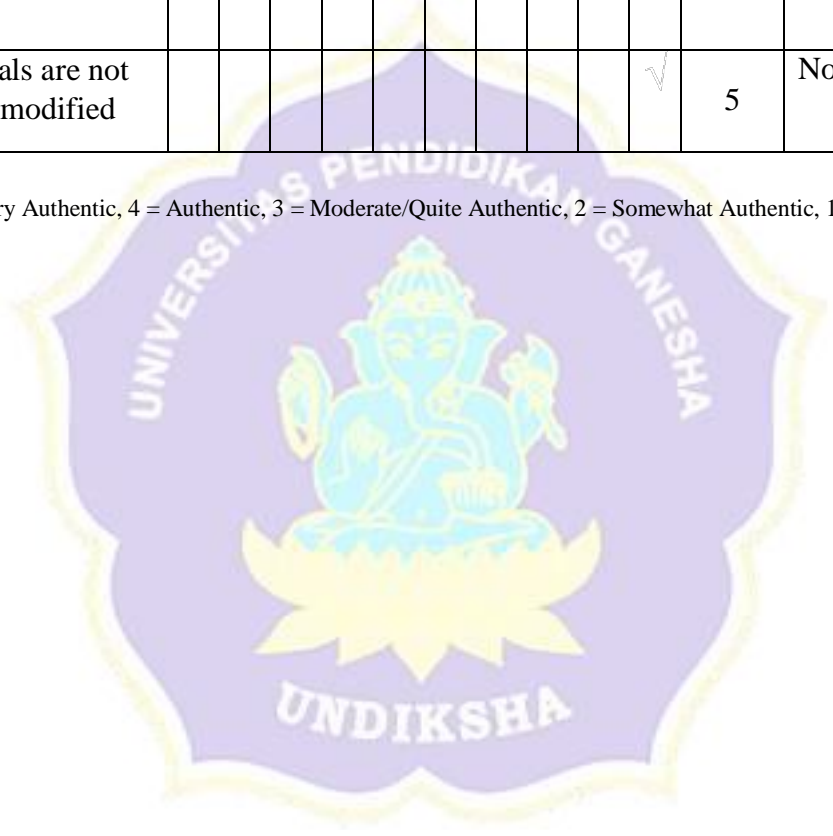 als are not
modified
√
5
No
ry Authentic, 4 = Authentic, 3 = Moderate/Quite Authentic, 2 = Somewhat Authentic, 1
UNIVERSITAS PENDIDIKAN GANESHA
UNDIKSHA